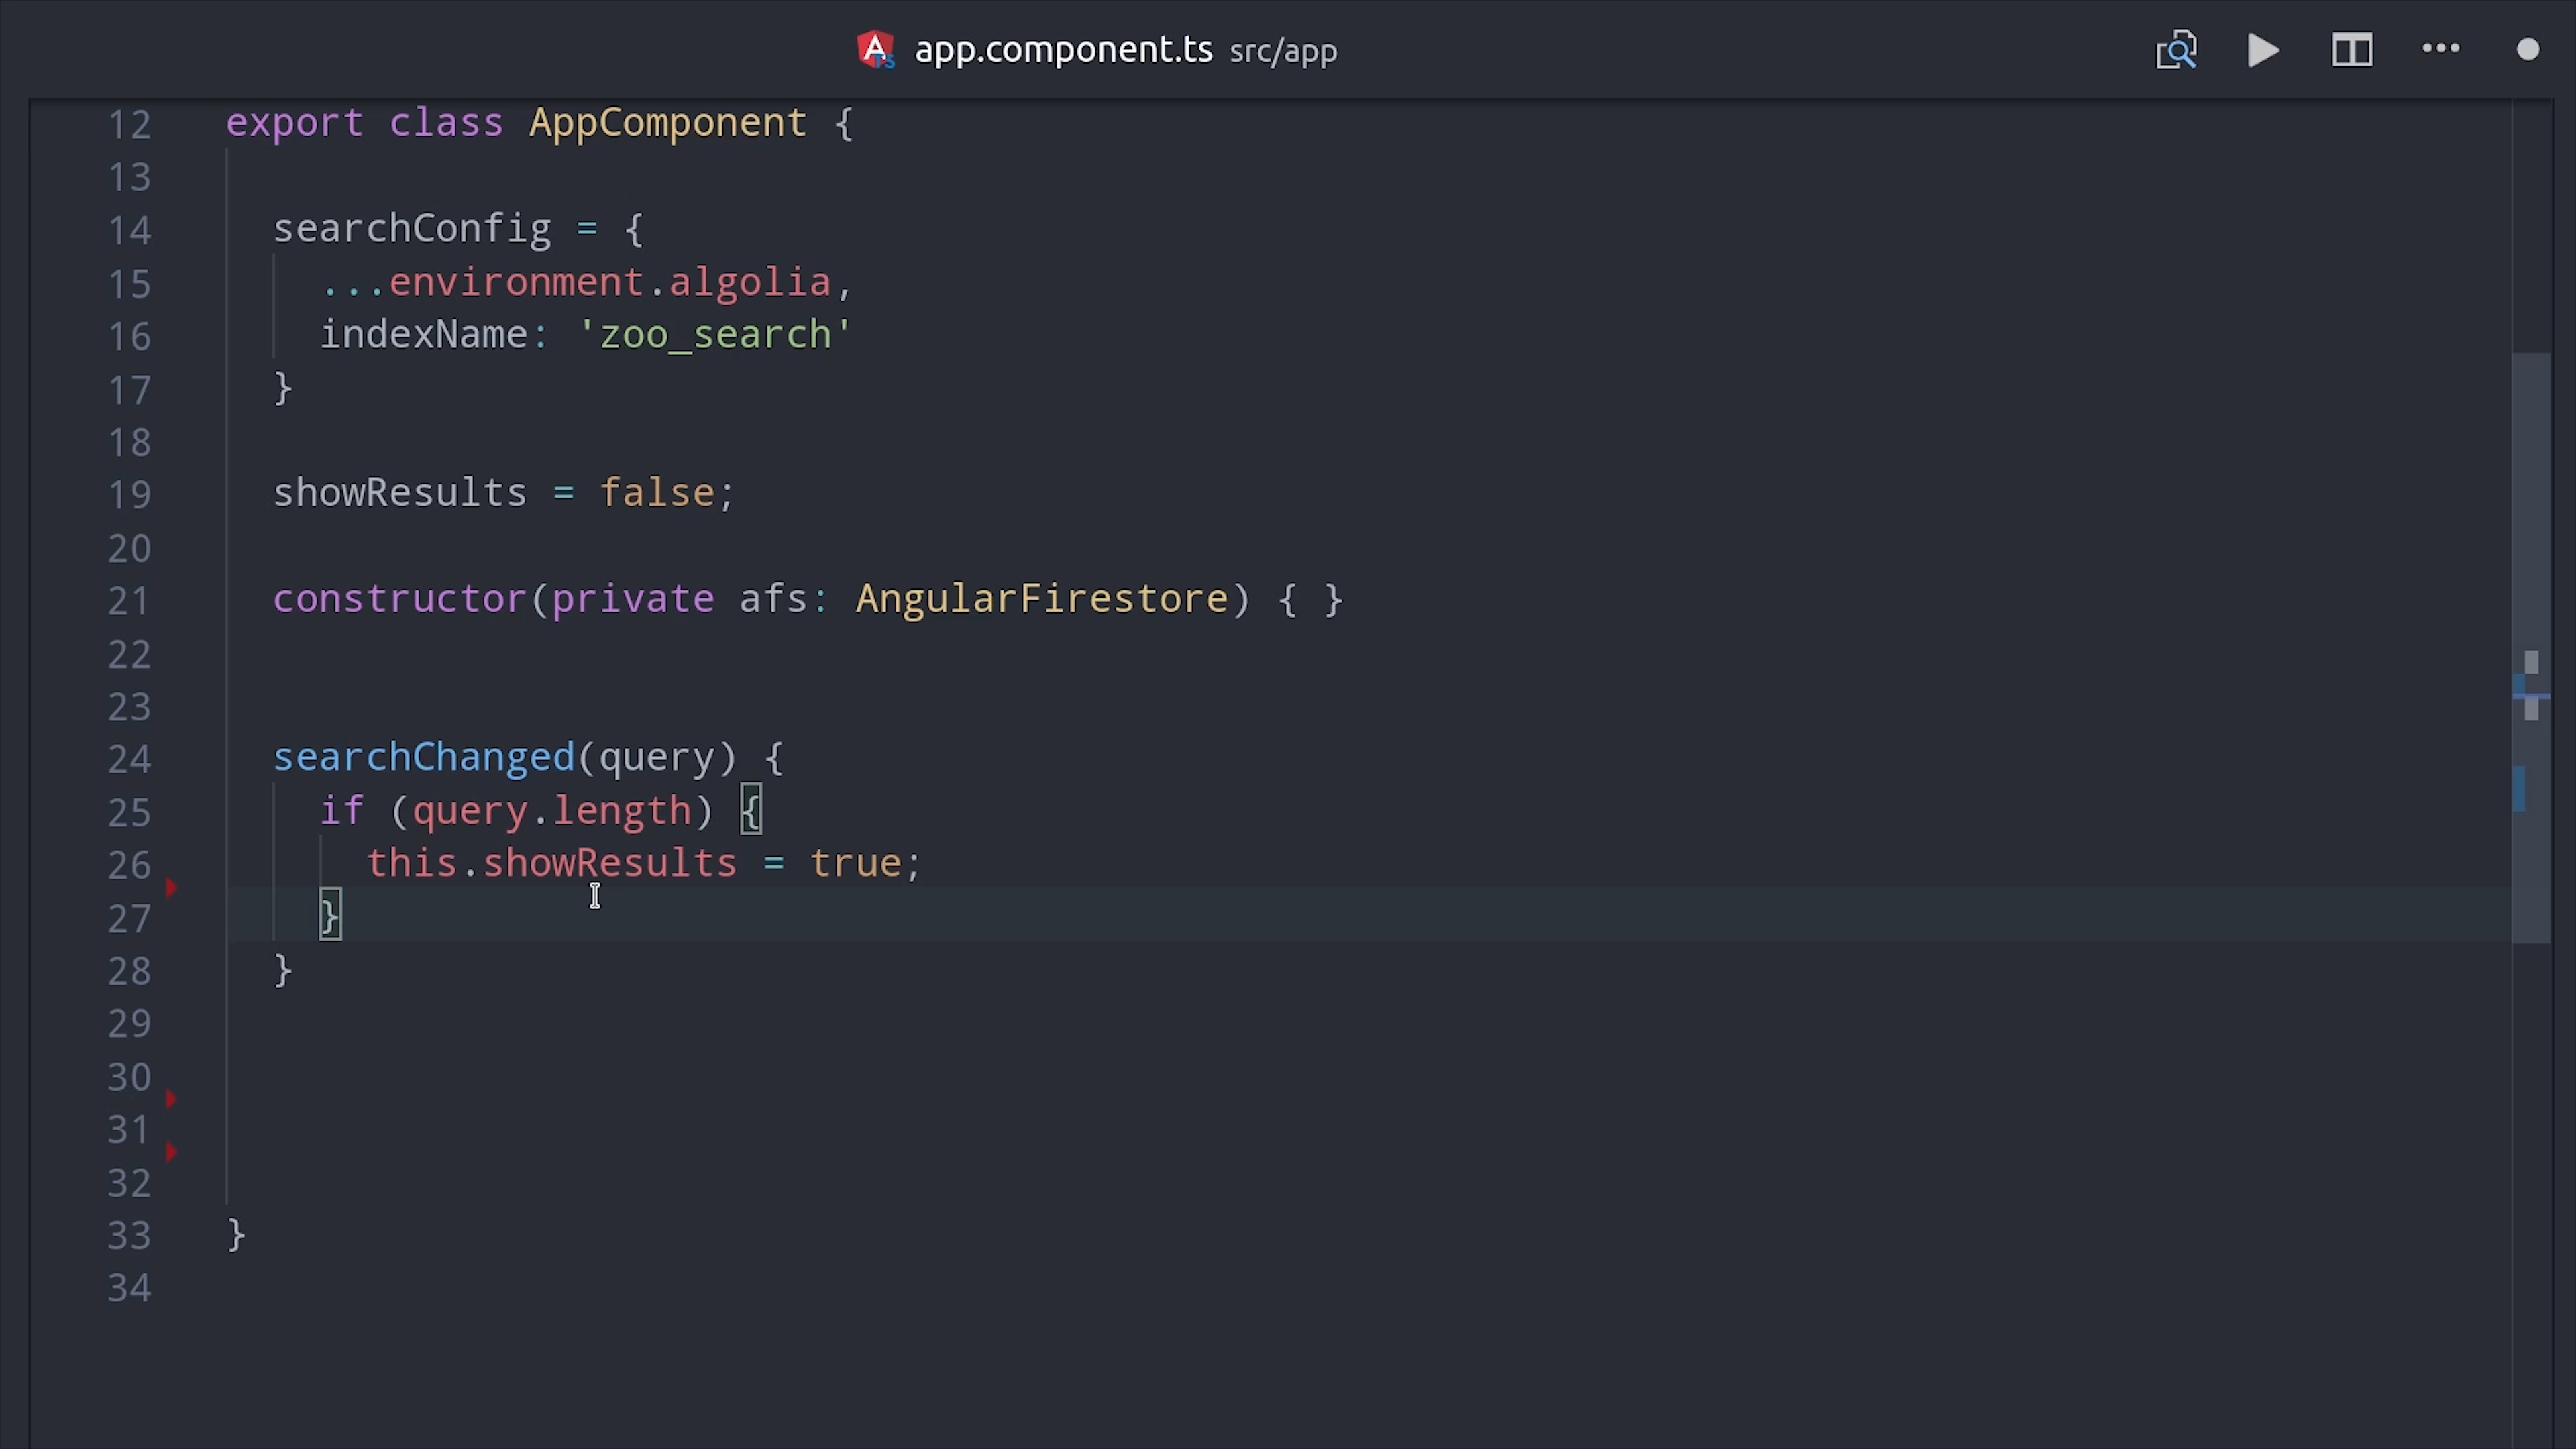 app.component.ts src/app
12 export class AppComponent {
13
14 searchConfig = {
15 ...environment.algolia,
16 indexName: 'zoo_search'
17 }
18
19 showResults = false;
20
21 constructor(private afs: AngularFirestore) { }
22
23
24 searchChanged(query) {
25 if (query.length) {
26 this.showResults = true;
27 }
28 }
29
30
31
32
33 }
34